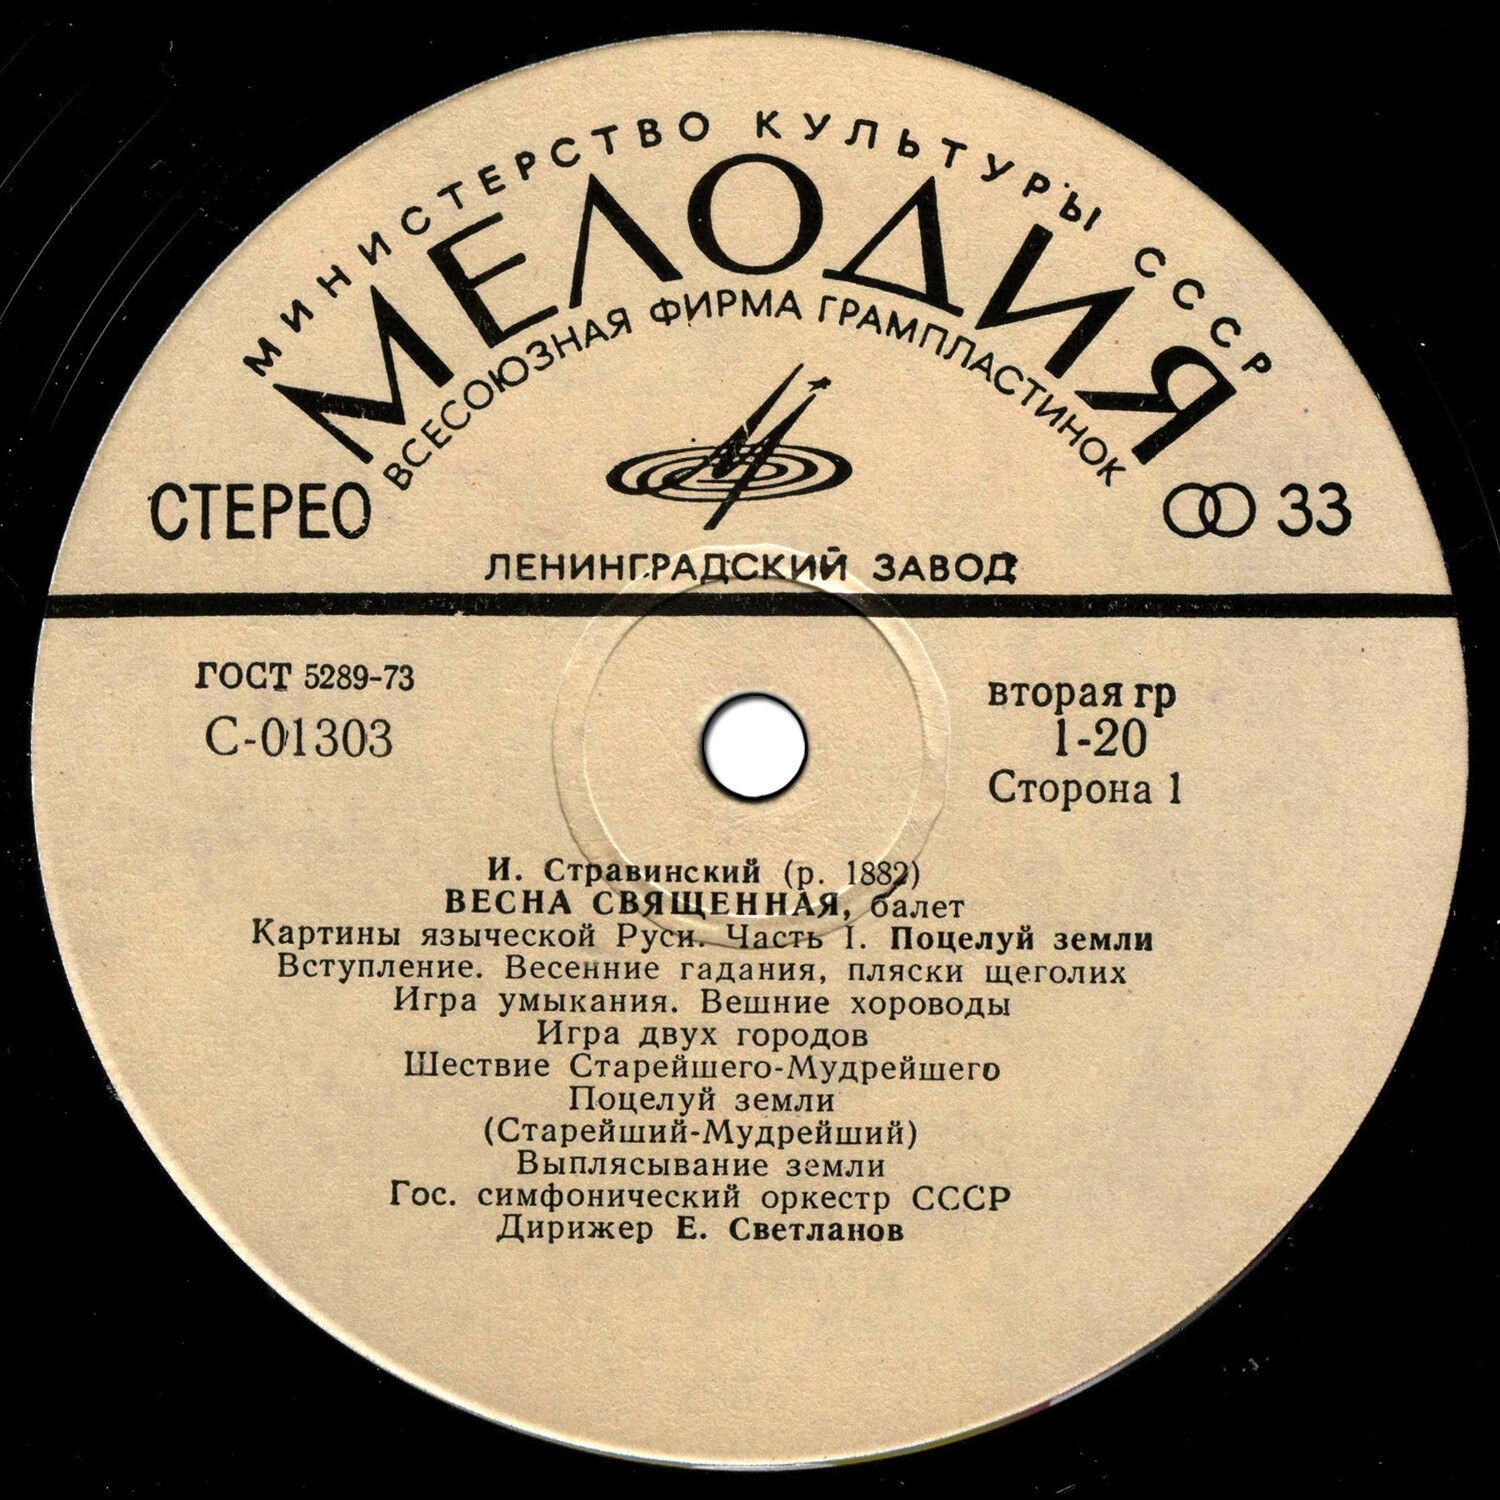 МИНИСТЕРСТВО КУЛЬТУРЫ СССР
МЕЛОДИЯ
ВСЕСОЮЗНАЯ ФИРМА ГРАМПЛАСТИНОК
СТЕРЕО
33
ЛЕНИНГРАДСКИЙ ЗАВОД
ГОСТ 5289-73
С-01303
вторая гр
1-20
Сторона 1
И. Стравинский (р. 1882)
ВЕСНА СВЯЩЕННАЯ, балет
Картины языческой Руси. Часть I. Поцелуй земли
Вступление. Весенние гадания, пляски щеголих
Игра умыкания. Вешние хороводы
Игра двух городов
Шествие Старейшего-Мудрейшего
Поцелуй земли
(Старейший-Мудрейший)
Выплясывание земли
Гос. симфонический оркестр СССР
Дирижер Е. Светланов